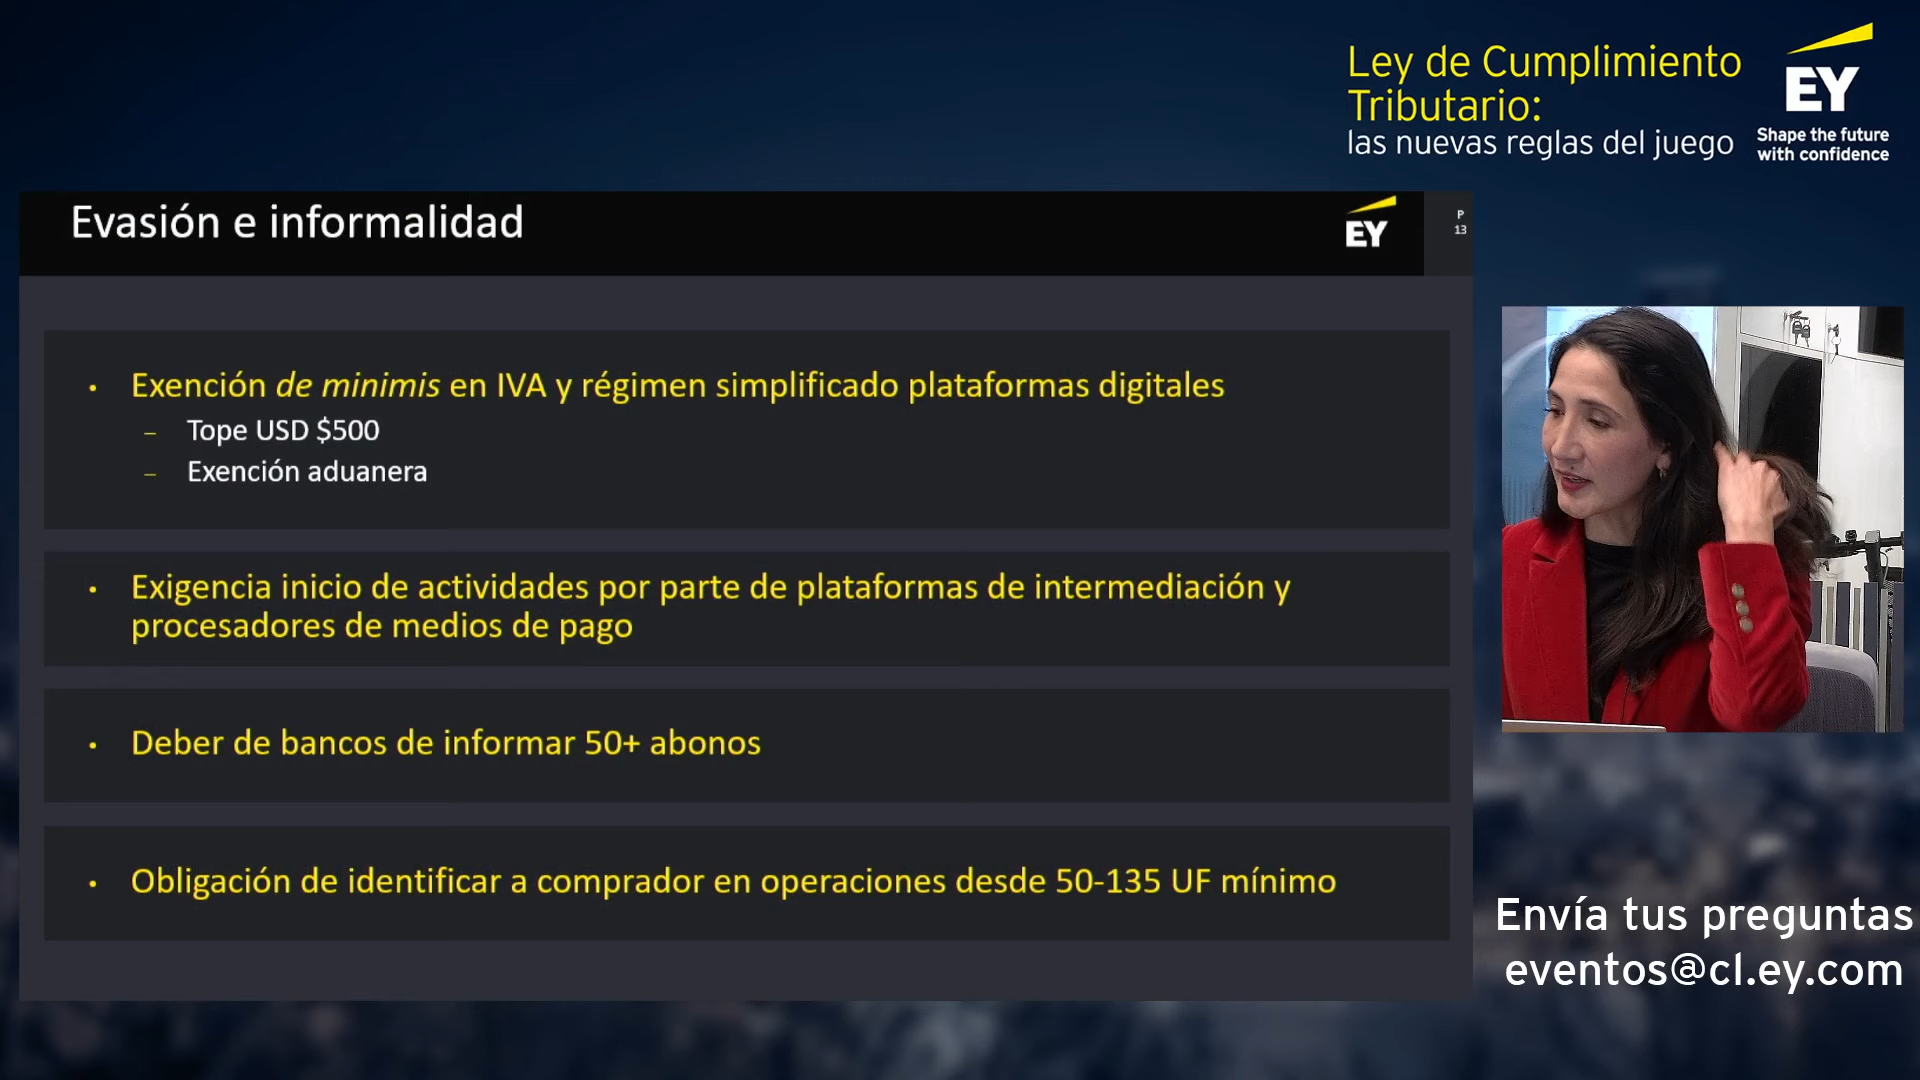 Ley de Cumplimiento
Tributario:
las nuevas reglas del juego
EY
Shape the future
with confidence
Evasión e informalidad
EY
P
13
• Exención de minimis en IVA y régimen simplificado plataformas digitales
– Tope USD $500
– Exención aduanera
• Exigencia inicio de actividades por parte de plataformas de intermediación y
procesadores de medios de pago
• Deber de bancos de informar 50+ abonos
• Obligación de identificar a comprador en operaciones desde 50-135 UF mínimo
Envía tus preguntas
eventos@cl.ey.com